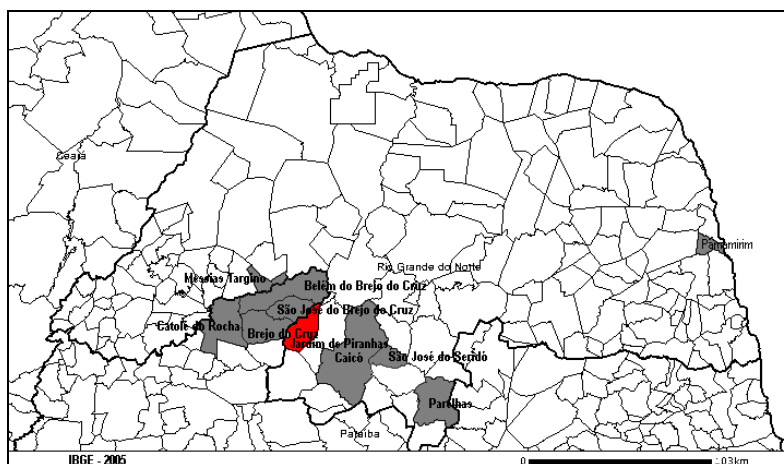 Ceará
Parnamirim
Rio Grande do Norte
Messias Targino
Belém do Brejo do Cruz
São José do Brejo do Cruz
Catolé do Rocha
Brejo do Cruz
Jardim de Piranhas
Caicó
São José do Seridó
Parelhas
Paraíba
IBGE - 2005
0
103km